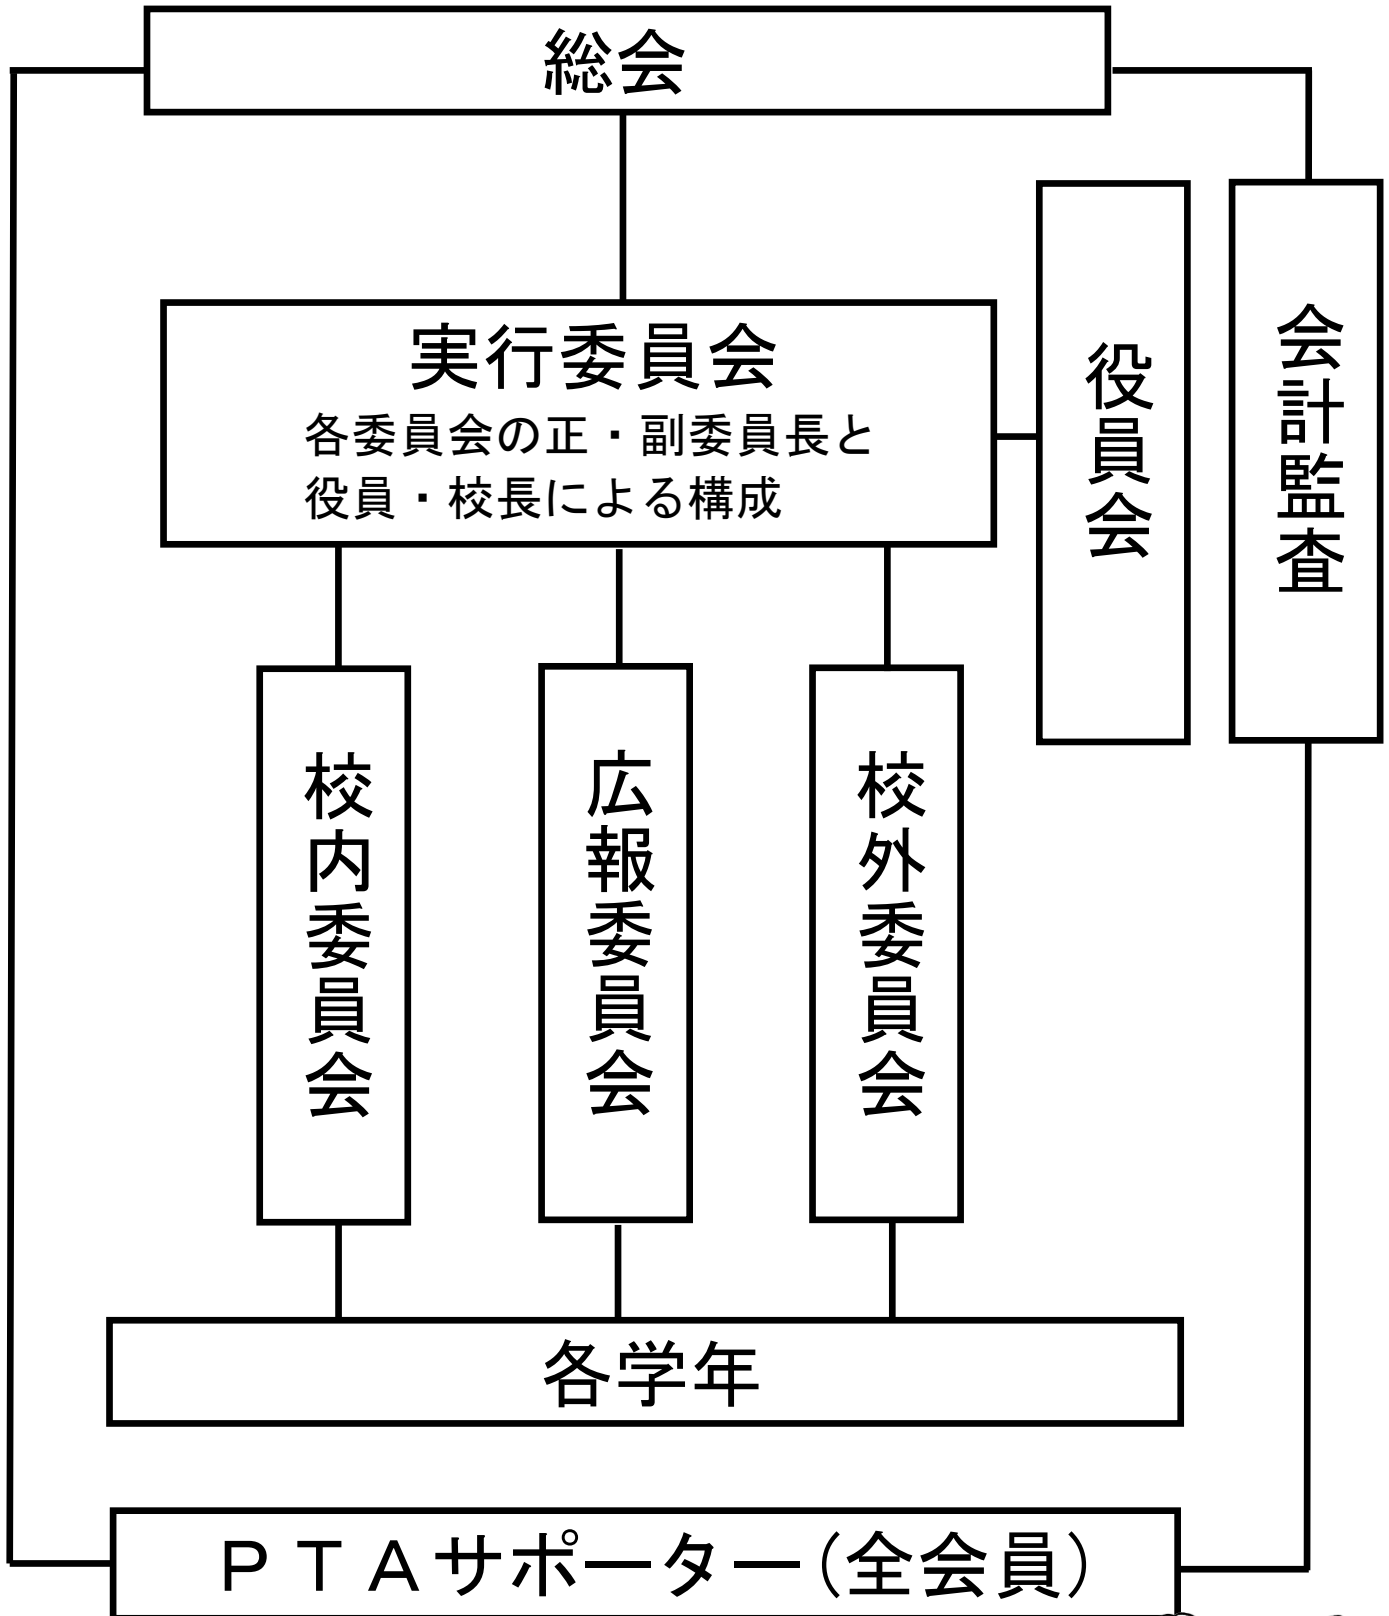 総会
実行委員会
各委員会の正・副委員長と
役員・校長による構成
役員会
会計監査
校内委員会
広報委員会
校外委員会
各学年
ＰＴＡサポーター（全会員）